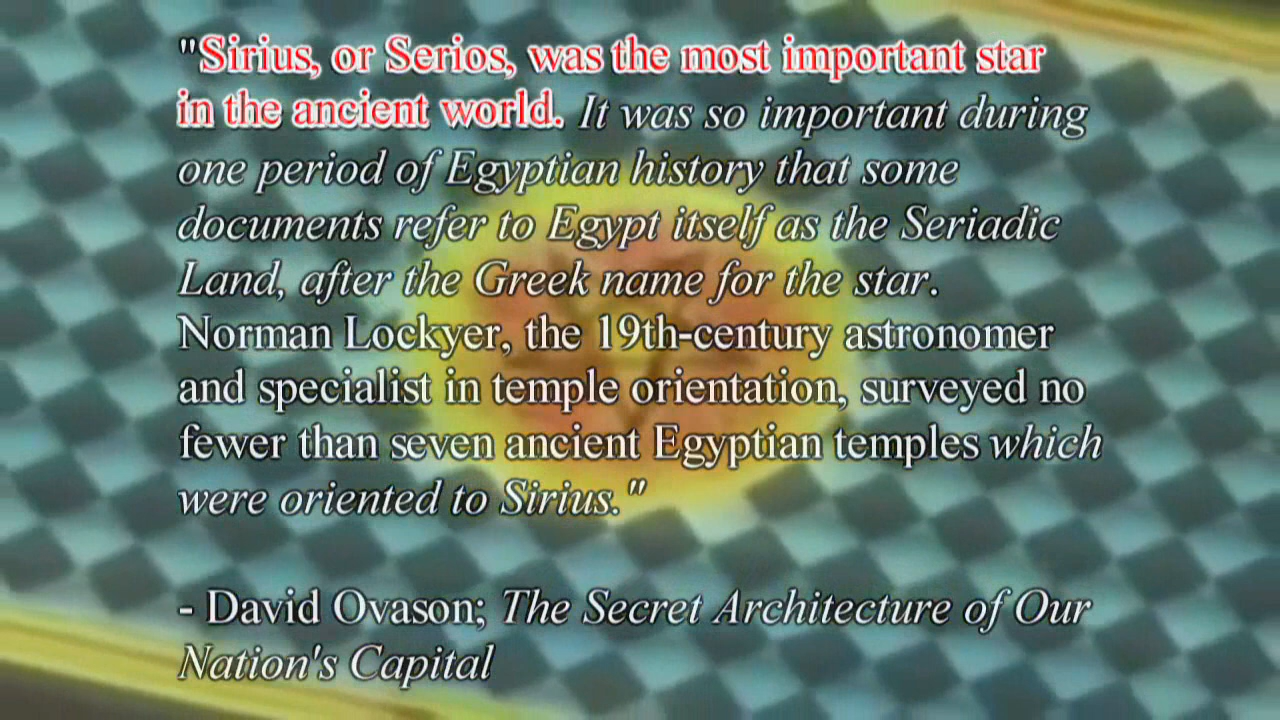 "Sirius, or Serios, was the most important star
in the ancient world. It was so important during
one period of Egyptian history that some
documents refer to Egypt itself as the Seriadic
Land, after the Greek name for the star.
Norman Lockyer, the 19th-century astronomer
and specialist in temple orientation, surveyed no
fewer than seven ancient Egyptian temples which
were oriented to Sirius."
- David Ovason; The Secret Architecture of Our
Nation's Capital